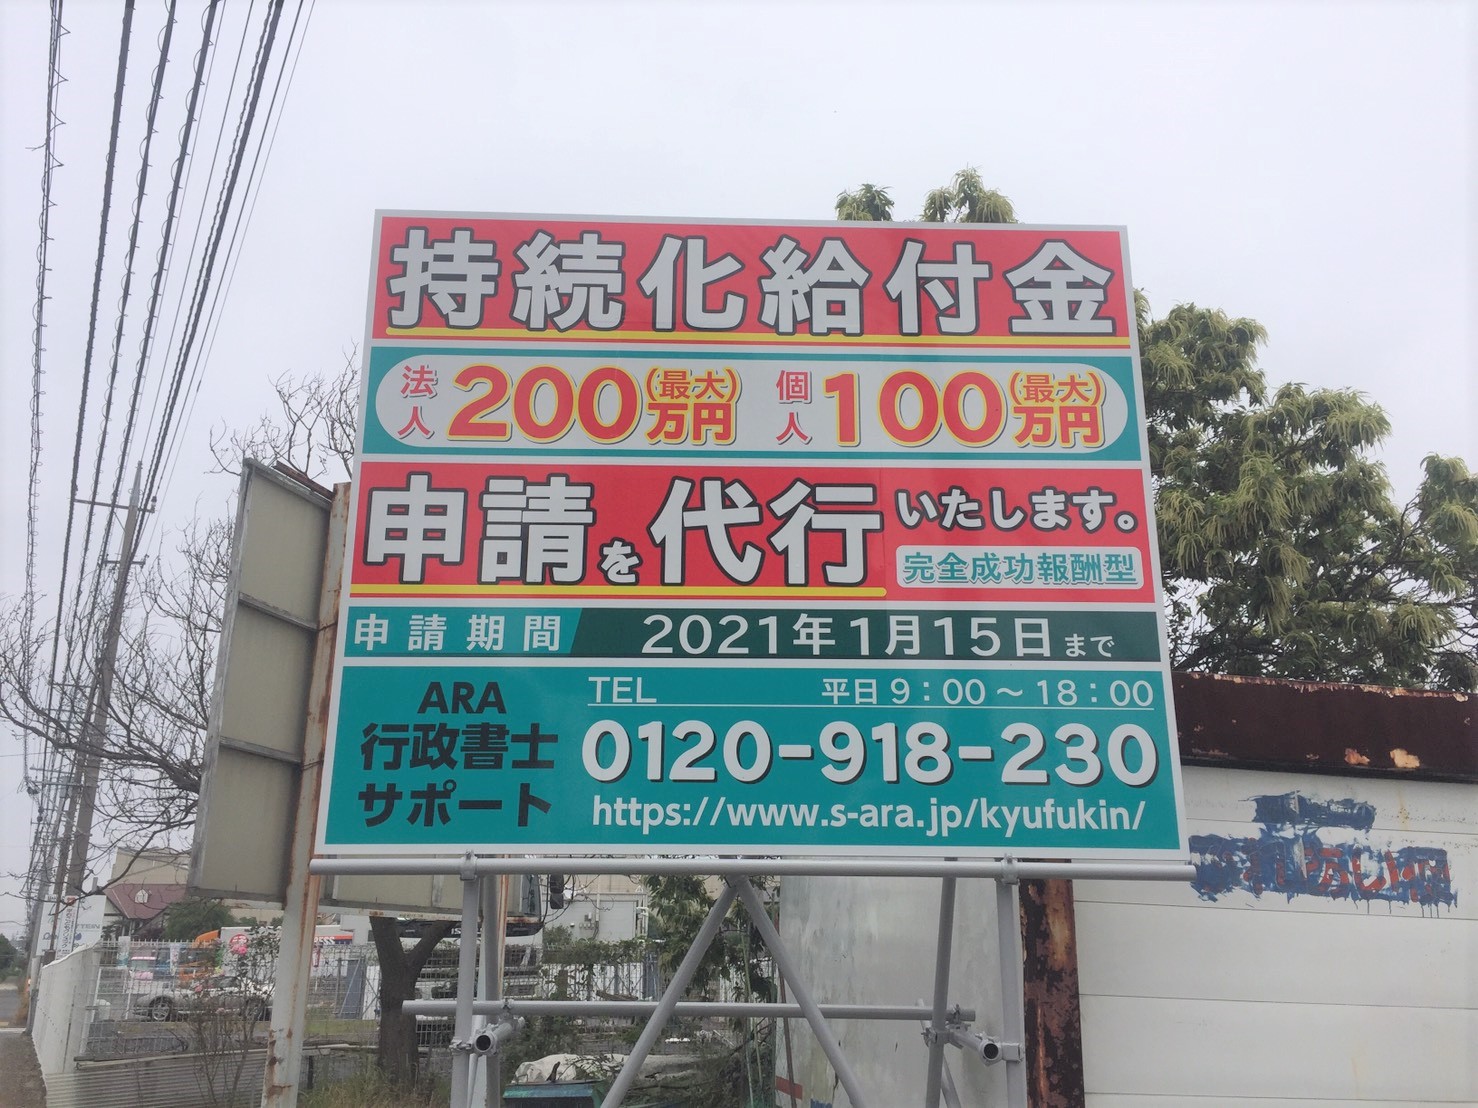 持続化給付金
法人 200万円(最大) 個人 100万円(最大)
申請を代行いたします。
完全成功報酬型
申請期間 2021年1月15日まで
ARA
行政書士
サポート
TEL 平日9：00～18：00
0120-918-230
https://www.s-ara.jp/kyufukin/